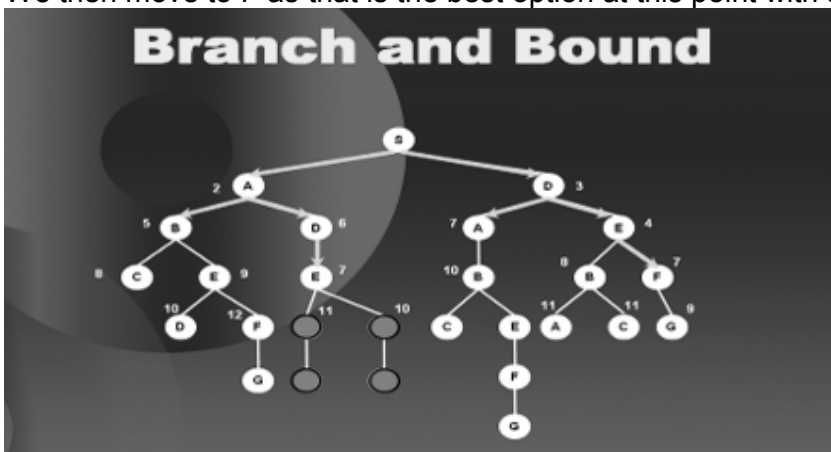 We then move to F as that is the best option at this point with a
Branch and Bound
S
2 A D 3
5 B D 6 7 A E 4
8 C E 9 E 7 10 B 8 B F 7
10 D 12 F 11 10 C E 11 A 11 C G 9
G F
G